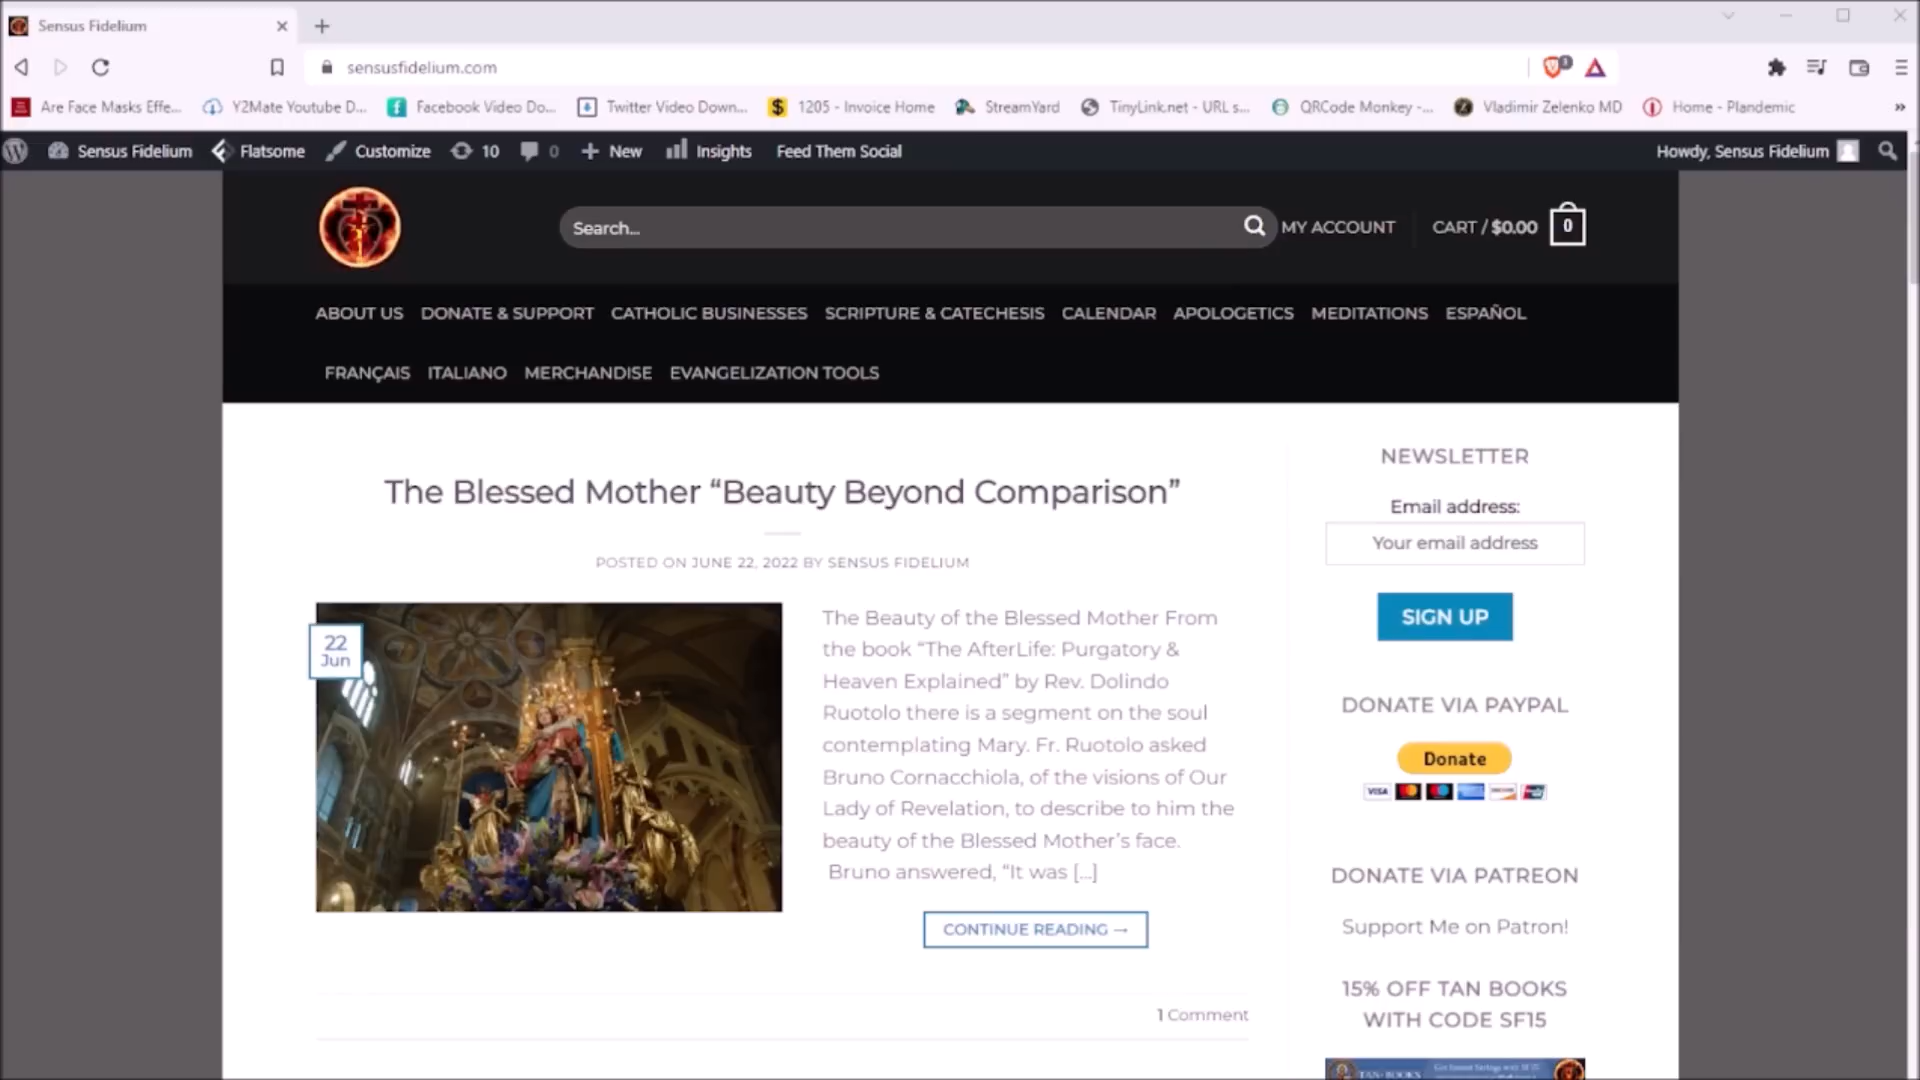 Sensus Fidelium
sensusfidelium.com
Are Face Masks Effe... Y2Mate Youtube D... Facebook Video Do... Twitter Video Down... 1205 - Invoice Home StreamYard TinyLink.net - URL s... QRCode Monkey -... Vladimir Zelenko MD Home - Plandemic »
Sensus Fidelium Flatsome Customize 10 0 New Insights Feed Them Social Howdy, Sensus Fidelium
Search... MY ACCOUNT CART / $0.00 0
ABOUT US DONATE & SUPPORT CATHOLIC BUSINESSES SCRIPTURE & CATECHESIS CALENDAR APOLOGETICS MEDITATIONS ESPAÑOL
FRANÇAIS ITALIANO MERCHANDISE EVANGELIZATION TOOLS
The Blessed Mother “Beauty Beyond Comparison”
POSTED ON JUNE 22, 2022 BY SENSUS FIDELIUM
22
Jun
The Beauty of the Blessed Mother From
the book “The AfterLife: Purgatory &
Heaven Explained” by Rev. Dolindo
Ruotolo there is a segment on the soul
contemplating Mary. Fr. Ruotolo asked
Bruno Cornacchiola, of the visions of Our
Lady of Revelation, to describe to him the
beauty of the Blessed Mother’s face.
Bruno answered, “It was [...]
CONTINUE READING →
1 Comment
NEWSLETTER
Email address:
Your email address
SIGN UP
DONATE VIA PAYPAL
Donate
VISA
DONATE VIA PATREON
Support Me on Patron!
15% OFF TAN BOOKS
WITH CODE SF15
TAN•BOOKS